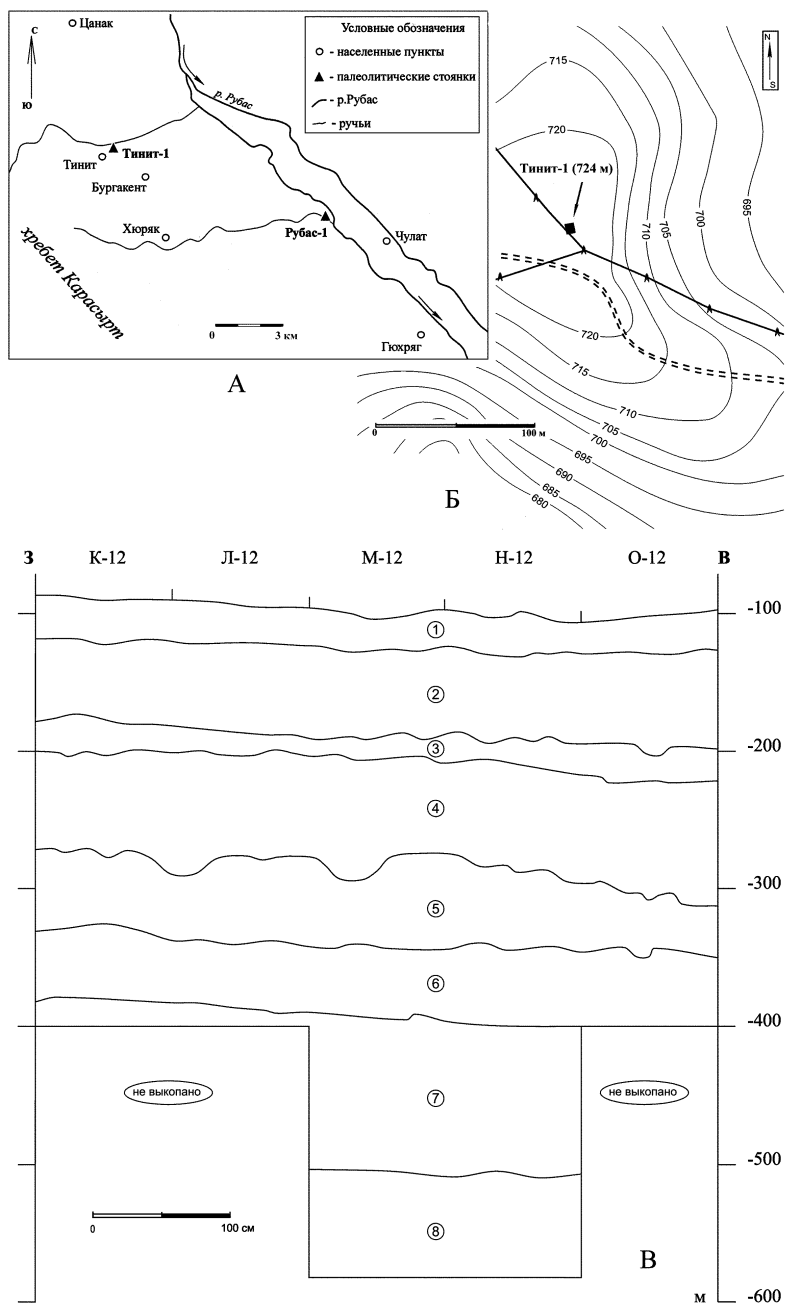 Цанак
С
Ю
Условные обозначения
- населенные пункты
- палеолитические стоянки
- р.Рубас
- ручьи
р. Рубас
Тинит-1
Тинит
Бургакент
Хюряк
Рубас-1
Чулат
хребет Карасырт
0 3 км
Гюхряг
А
N
S
715
720
Тинит-1 (724 м)
695
700
705
710
720
715
710
705
700
695
690
685
680
0 100 м
Б
З К-12 Л-12 М-12 Н-12 О-12 В
-100
1
2
-200
3
4
-300
5
6
-400
не выкопано
7
не выкопано
-500
0 100 см
8
В
м -600